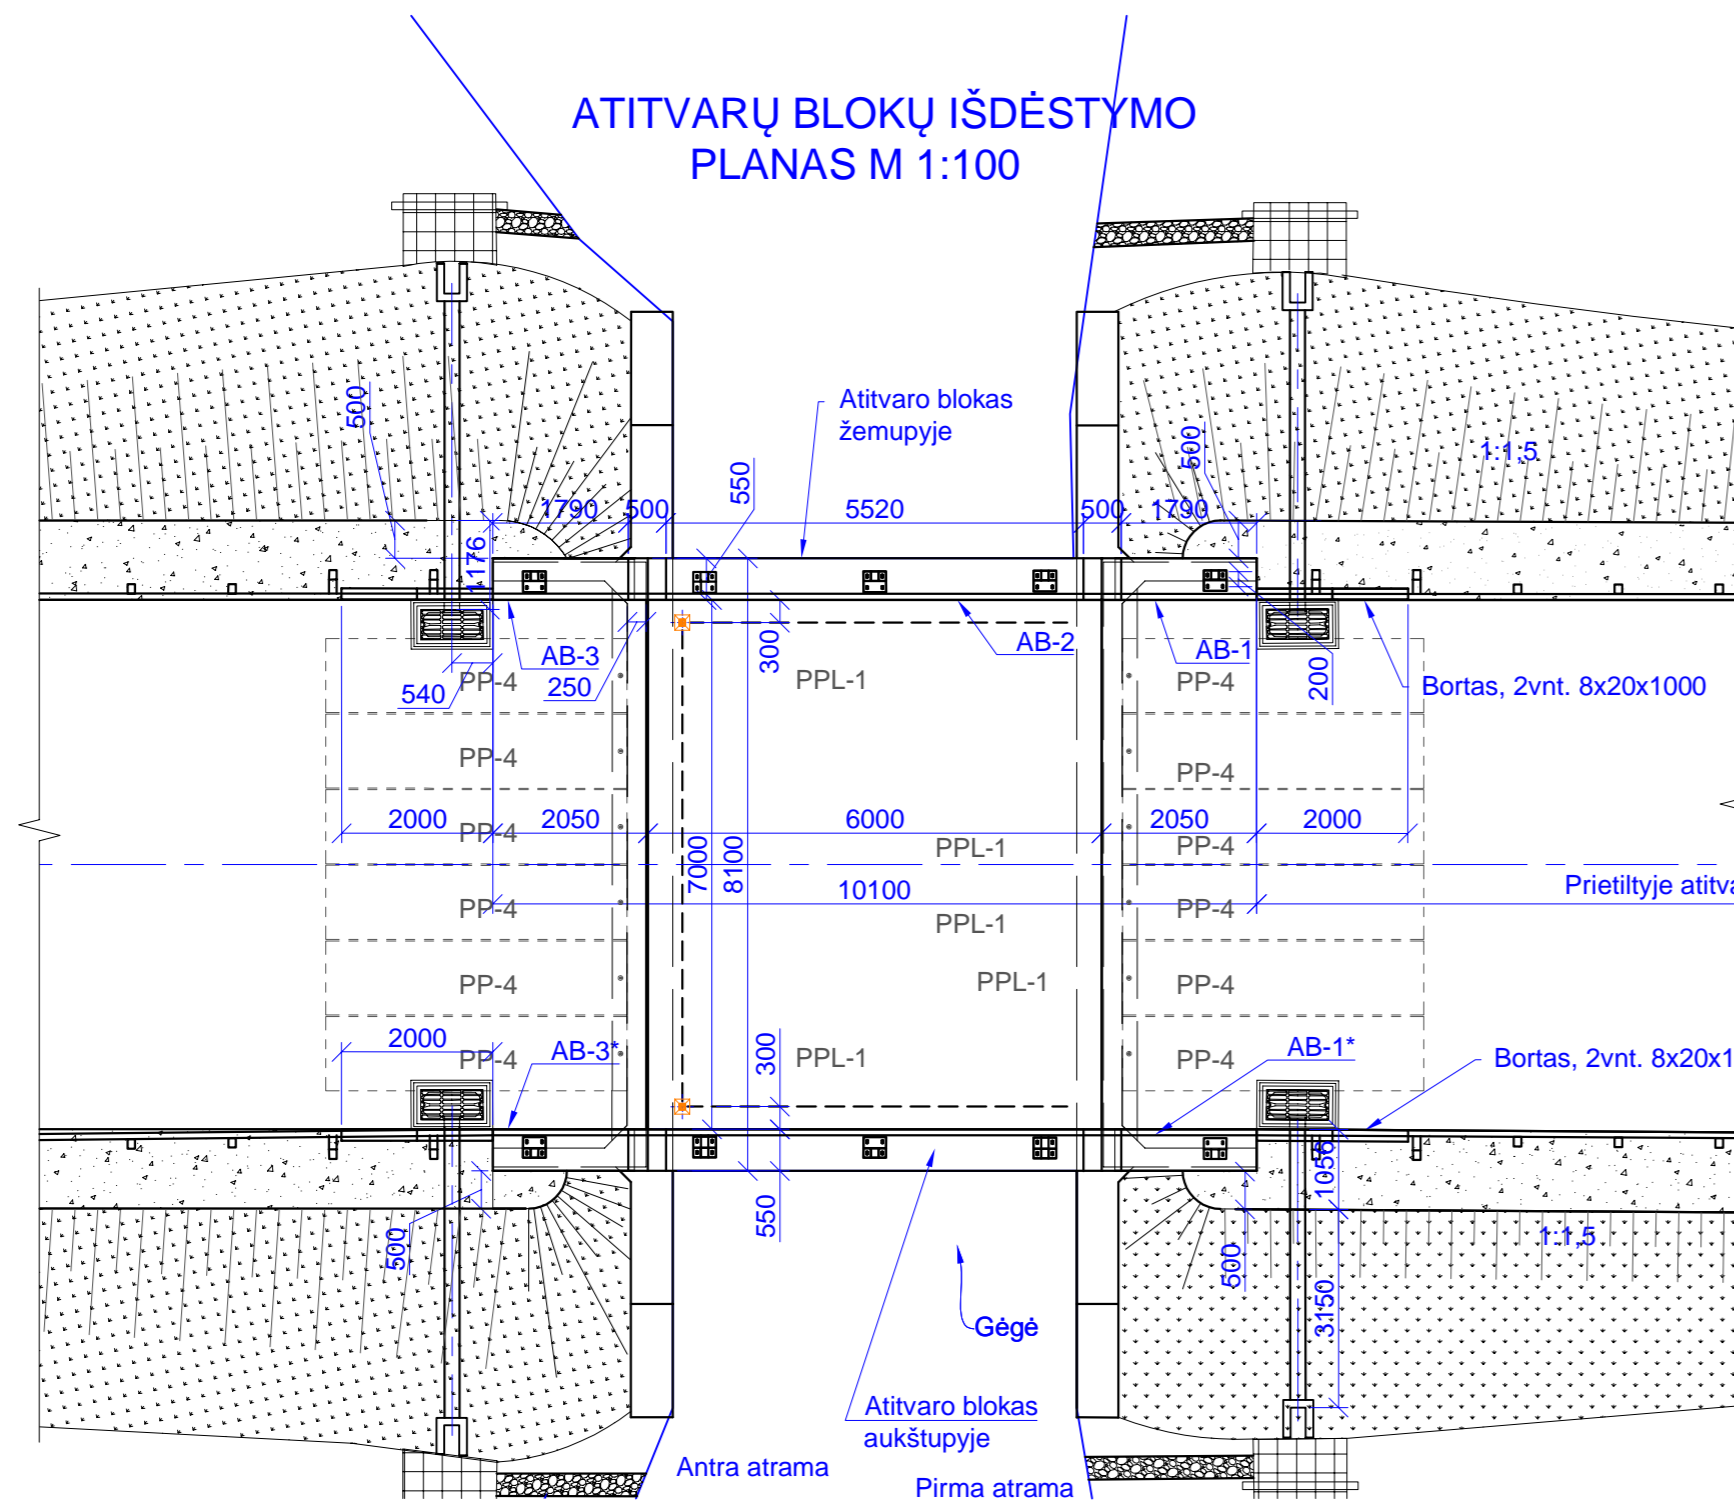 ATITVARŲ BLOKŲ IŠDĖSTYMO
PLANAS M 1:100
Atitvaro blokas
žemupyje
500
550
500
1:1,5
1790
500
5520
500
1790
1176
300
200
AB-3
AB-2
AB-1
540
250
PP-4
PPL-1
PP-4
Bortas, 2vnt. 8x20x1000
PP-4
PP-4
2000
PP-4
2050
6000
2050
2000
PPL-1
PP-4
7000
8100
10100
Prietiltyje atitva
PP-4
PPL-1
PP-4
PP-4
PPL-1
PP-4
2000
AB-3*
PP-4
300
PPL-1
AB-1*
PP-4
Bortas, 2vnt. 8x20x1
1056
550
500
500
1:1,5
3150
Gėgė
Atitvaro blokas
aukštupyje
Antra atrama
Pirma atrama